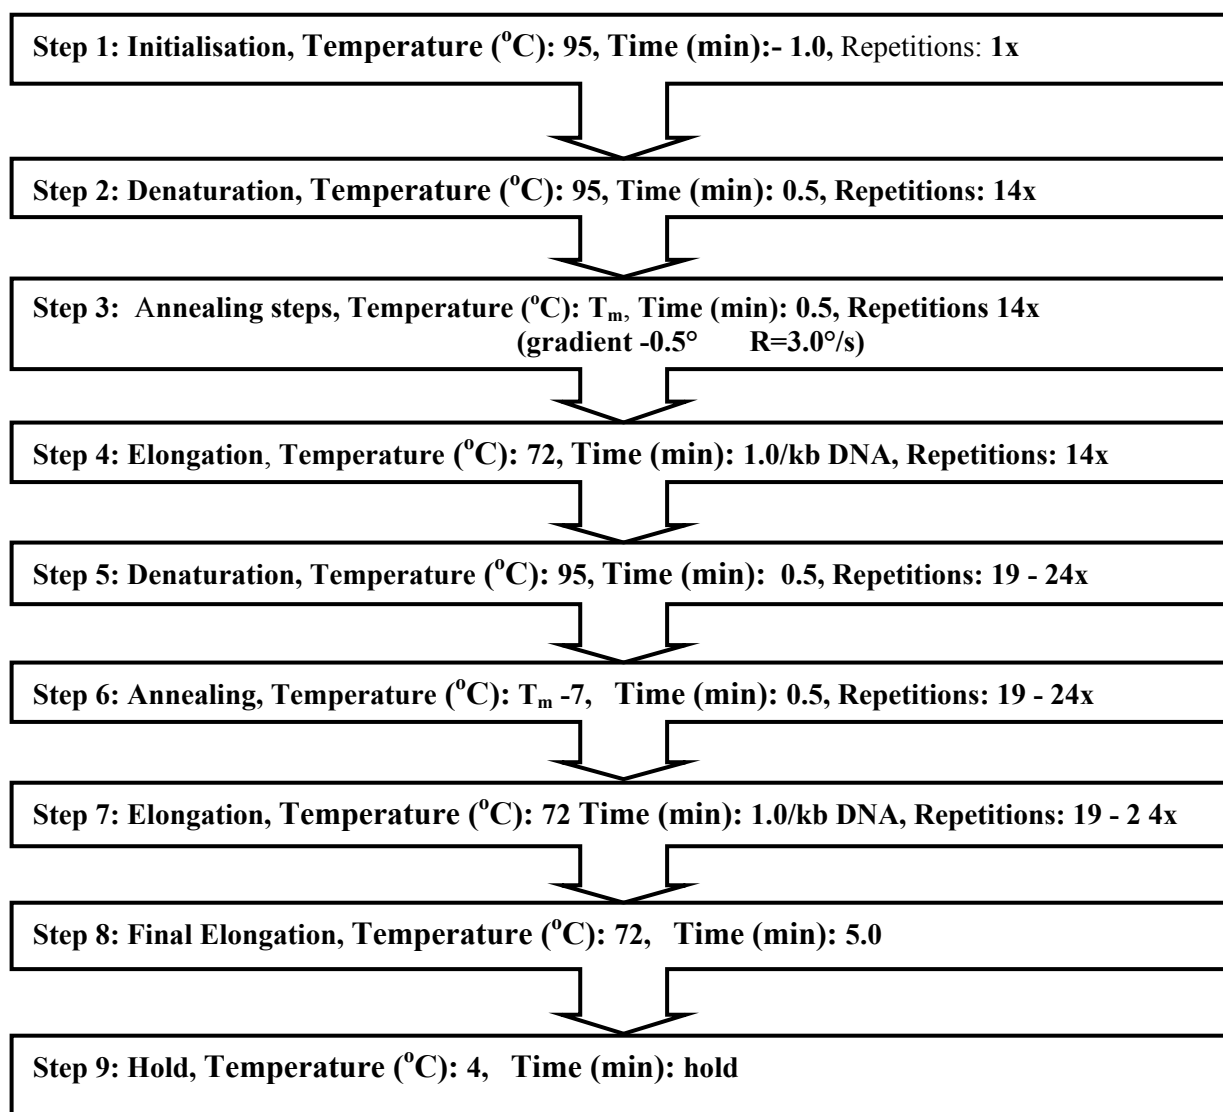 Step 1: Initialisation, Temperature (°C): 95, Time (min):- 1.0, Repetitions: 1x
Step 2: Denaturation, Temperature (°C): 95, Time (min): 0.5, Repetitions: 14x
Step 3: Annealing steps, Temperature (°C): Tm, Time (min): 0.5, Repetitions 14x
(gradient -0.5° R=3.0°/s)
Step 4: Elongation, Temperature (°C): 72, Time (min): 1.0/kb DNA, Repetitions: 14x
Step 5: Denaturation, Temperature (°C): 95, Time (min): 0.5, Repetitions: 19 - 24x
Step 6: Annealing, Temperature (°C): Tm -7, Time (min): 0.5, Repetitions: 19 - 24x
Step 7: Elongation, Temperature (°C): 72 Time (min): 1.0/kb DNA, Repetitions: 19 - 2 4x
Step 8: Final Elongation, Temperature (°C): 72, Time (min): 5.0
Step 9: Hold, Temperature (°C): 4, Time (min): hold